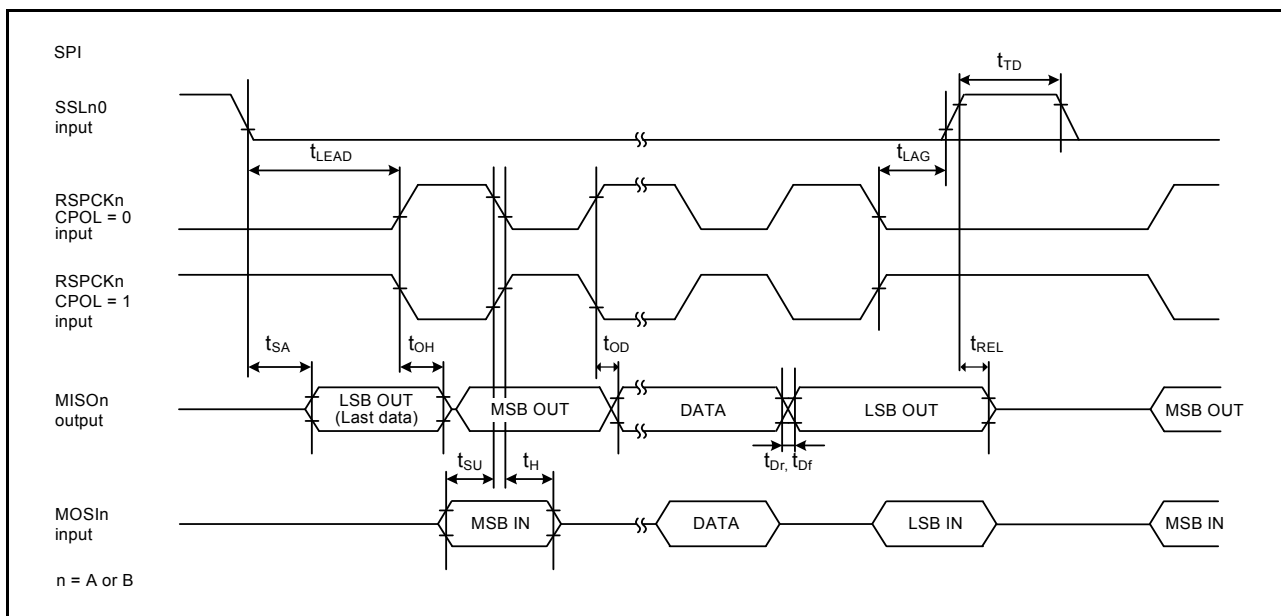 SPI
tTD
SSLn0
input
tLEAD
tLAG
RSPCKn
CPOL = 0
input
RSPCKn
CPOL = 1
input
tSA
tOH
tOD
tREL
MISOn
output
LSB OUT
(Last data)
MSB OUT
DATA
LSB OUT
MSB OUT
tSU
tH
tDr, tDf
MOSIn
input
MSB IN
DATA
LSB IN
MSB IN
n = A or B